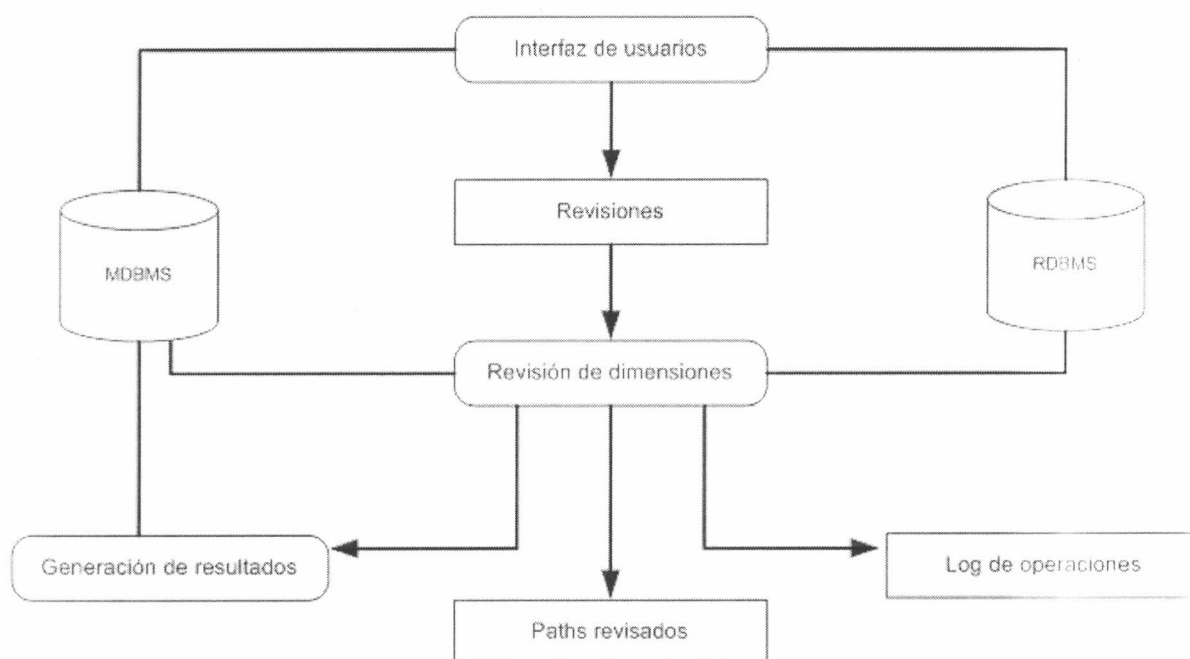 Interfaz de usuarios
Revisiones
MDBMS
RDBMS
Revisión de dimensiones
Generación de resultados
Log de operaciones
Paths revisados